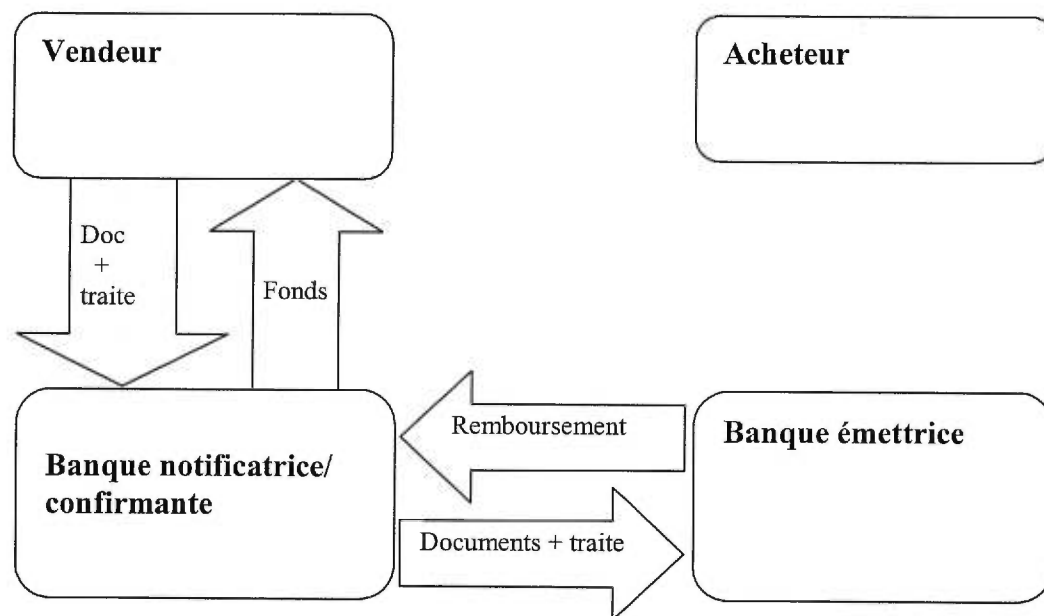 Vendeur
Acheteur
Doc
+
traite
Fonds
Remboursement
Banque émettrice
Banque notificatrice/
confirmante
Documents + traite